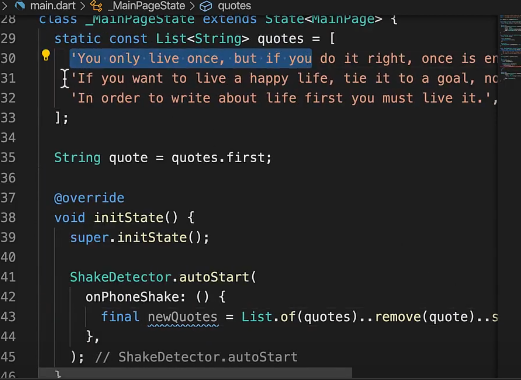 main.dart > _MainPageState > quotes
28 class _MainPageState extends State<MainPage> {
29 static const List<String> quotes = [
30 'You only live once, but if you do it right, once is en
31 'If you want to live a happy life, tie it to a goal, no
32 'In order to write about life first you must live it.',
33 ];
34
35 String quote = quotes.first;
36
37 @override
38 void initState() {
39 super.initState();
40
41 ShakeDetector.autoStart(
42 onPhoneShake: () {
43 final newQuotes = List.of(quotes)..remove(quote)..s
44 },
45 ); // ShakeDetector.autoStart
46 }